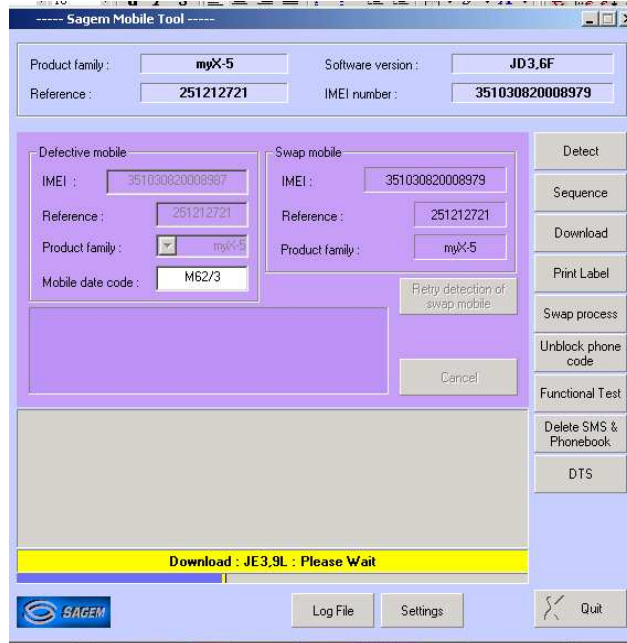 ----- Sagem Mobile Tool -----
Product family : myX-5 Software version : JD3,6F
Reference : 251212721 IMEI number : 351030820008979
Defective mobile
IMEI : 351030820008987
Reference : 251212721
Product family : myX-5
Mobile date code : M62/3
Swap mobile
IMEI : 351030820008979
Reference : 251212721
Product family : myX-5
Retry detection of
swap mobile
Cancel
Detect
Sequence
Download
Print Label
Swap process
Unblock phone
code
Functional Test
Delete SMS &
Phonebook
DTS
Download : JE3,9L : Please Wait
SAGEM
Log File
Settings
Quit